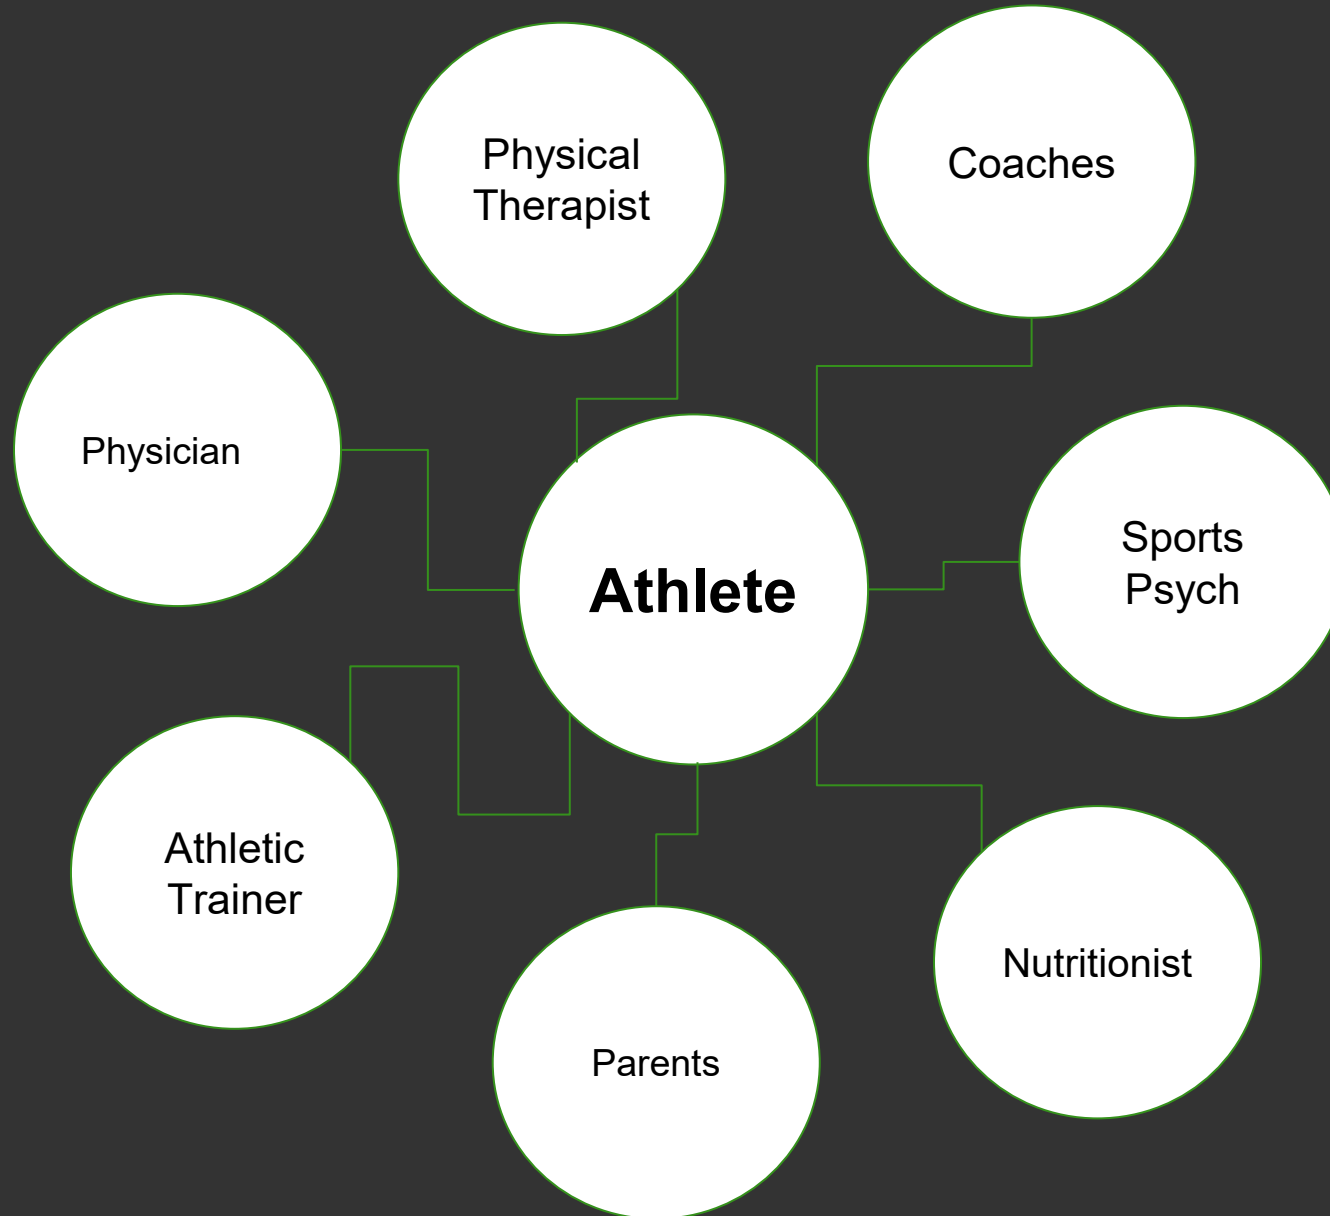 Physical
Therapist
Coaches
Physician
Sports
Psych
Athlete
Athletic
Trainer
Nutritionist
Parents